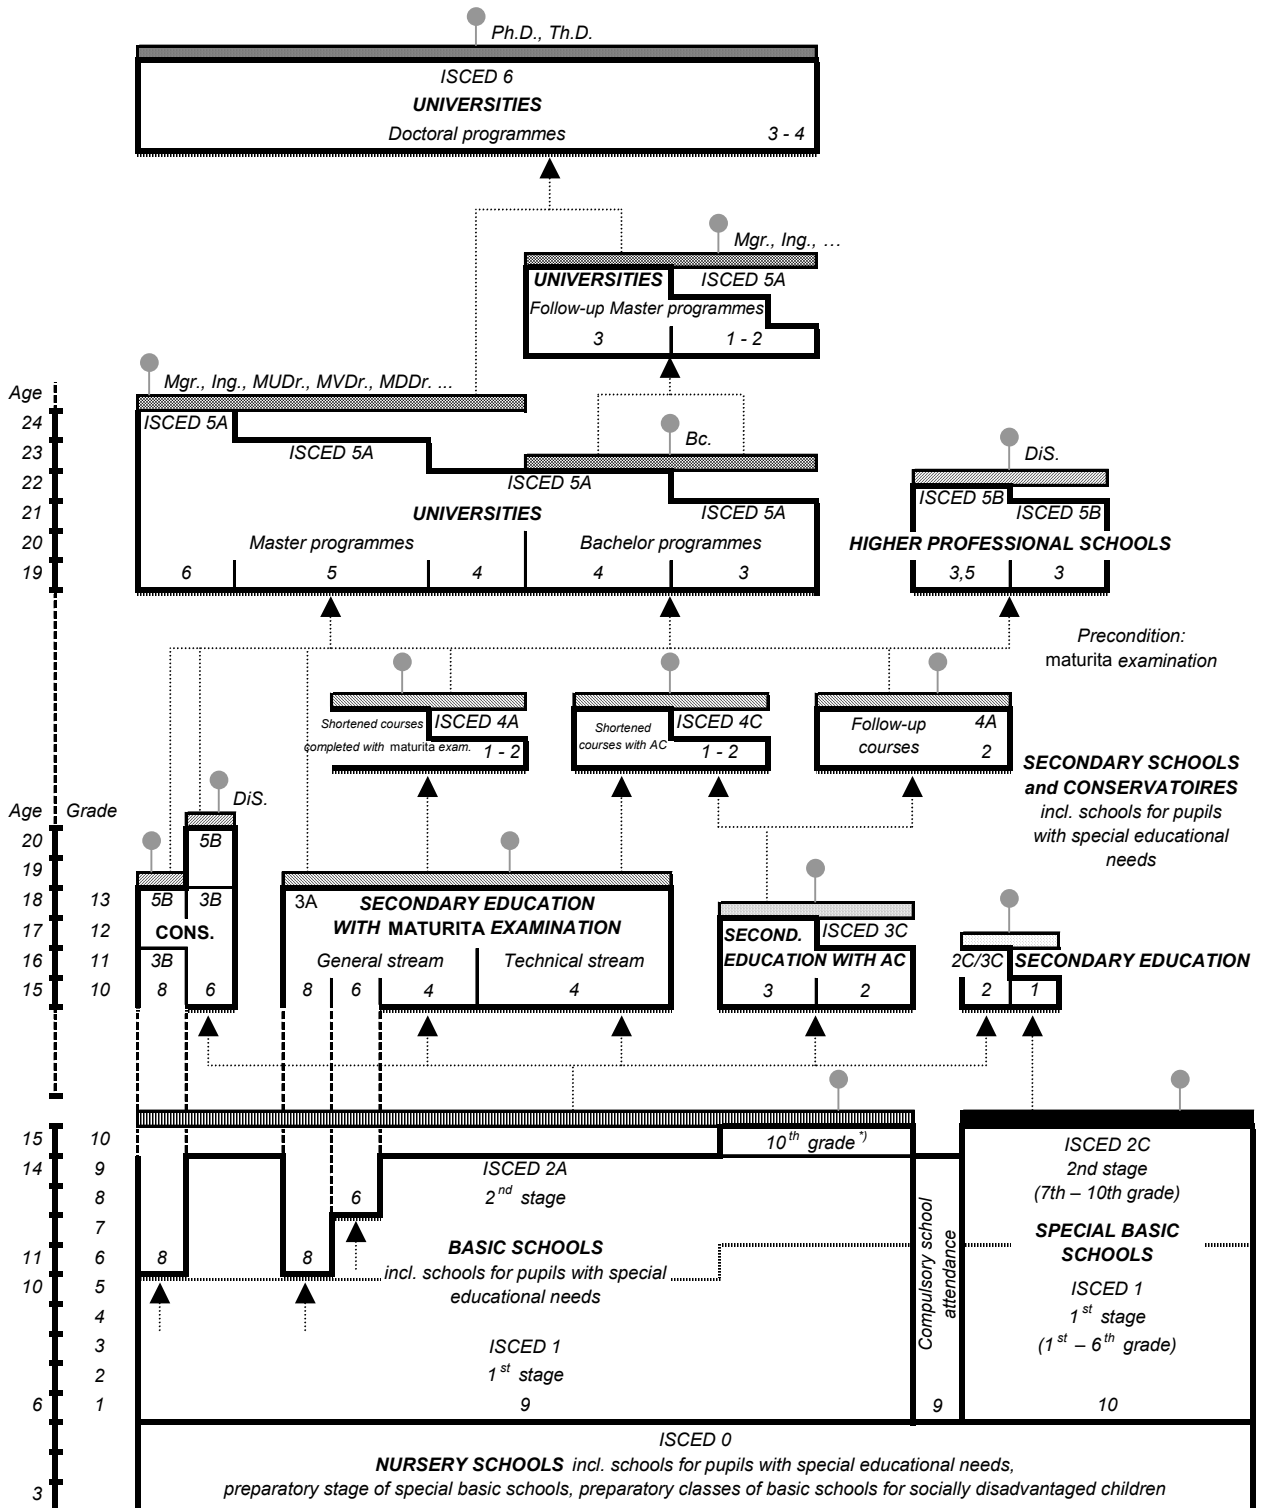 Ph.D., Th.D.
ISCED 6
UNIVERSITIES
Doctoral programmes 3 - 4
Mgr., Ing., ...
UNIVERSITIES ISCED 5A
Follow-up Master programmes
3 1 - 2
Mgr., Ing., MUDr., MVDr., MDDr. ...
Age
24 ISCED 5A
Bc.
23 ISCED 5A
DiS.
22 ISCED 5A ISCED 5B
21 UNIVERSITIES ISCED 5A ISCED 5B
20 Master programmes Bachelor programmes HIGHER PROFESSIONAL SCHOOLS
19 6 5 4 4 3 3,5 3
Precondition:
maturita examination
Shortened courses ISCED 4A
completed with maturita exam. 1 - 2
Shortened ISCED 4C
courses with AC 1 - 2
Follow-up 4A
courses 2
SECONDARY SCHOOLS
and CONSERVATOIRES
incl. schools for pupils
with special educational
needs
DiS.
Age Grade
20 5B
19
18 13 5B 3B 3A SECONDARY EDUCATION
17 12 CONS. WITH MATURITA EXAMINATION SECOND. ISCED 3C
16 11 3B General stream Technical stream EDUCATION WITH AC 2C/3C SECONDARY EDUCATION
15 10 8 6 8 6 4 4 3 2 2 1
15 10 10th grade *)
14 9 ISCED 2A
8 6 2nd stage
7
11 6 8 8 BASIC SCHOOLS
10 5 incl. schools for pupils with special
educational needs
4
3 ISCED 1
2 1st stage
6 1 9 9 10
Compulsory school
attendance
ISCED 2C
2nd stage
(7th – 10th grade)
SPECIAL BASIC
SCHOOLS
ISCED 1
1st stage
(1st – 6th grade)
ISCED 0
NURSERY SCHOOLS incl. schools for pupils with special educational needs,
3 preparatory stage of special basic schools, preparatory classes of basic schools for socially disadvantaged children